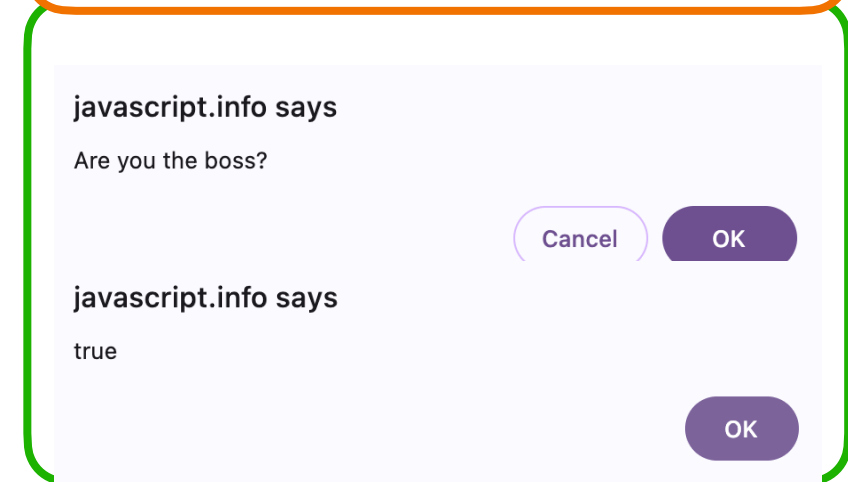 javascript.info says
Are you the boss?
Cancel OK
javascript.info says
true
OK